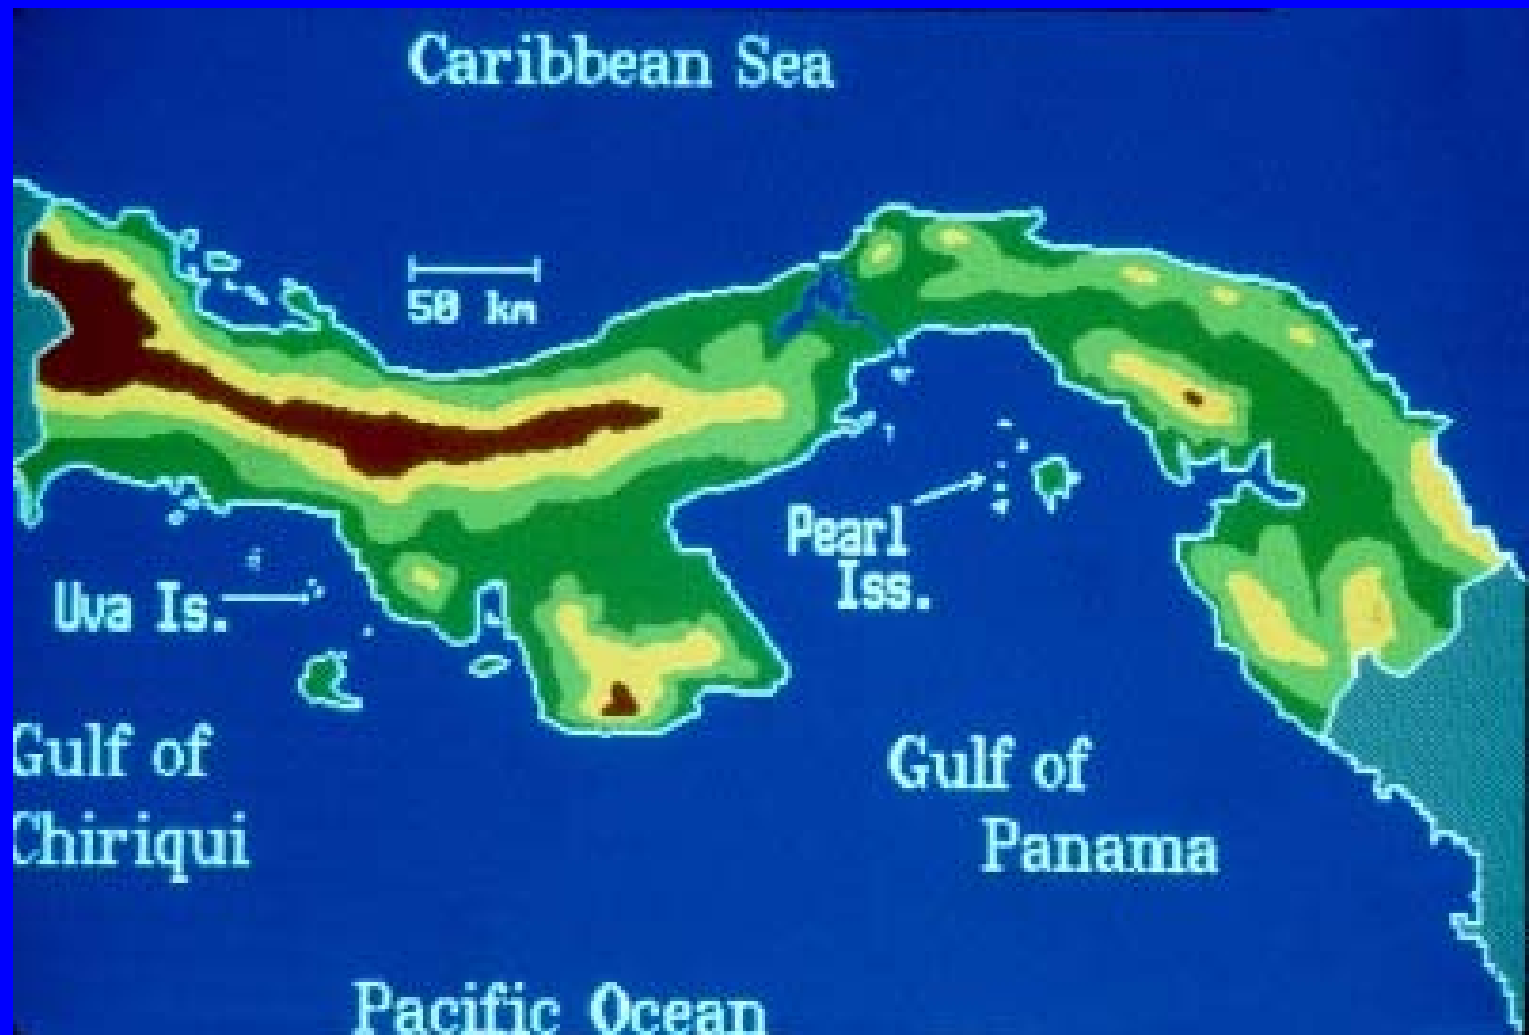 Caribbean Sea
50 km
Pearl
Iss.
Uva Is.
Gulf of
Chiriqui
Gulf of
Panama
Pacific Ocean